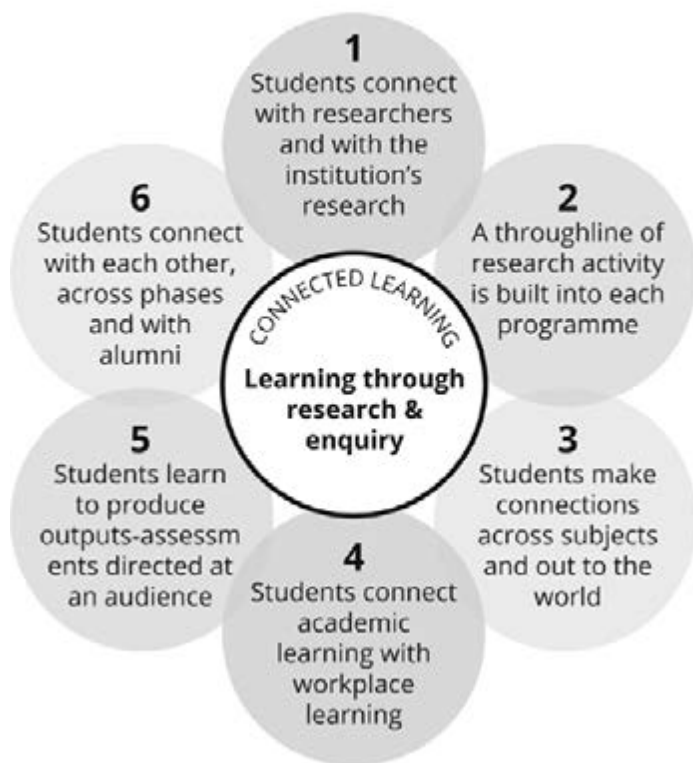 1
Students connect
with researchers
and with the
institution's
research
2
A throughline of
research activity
is built into each
programme
3
Students make
connections
across subjects
and out to the
world
4
Students connect
academic
learning with
workplace
learning
5
Students learn
to produce
outputs-assessm
ents directed at
an audience
6
Students connect
with each other,
across phases
and with
alumni
CONNECTED LEARNING
Learning through
research &
enquiry